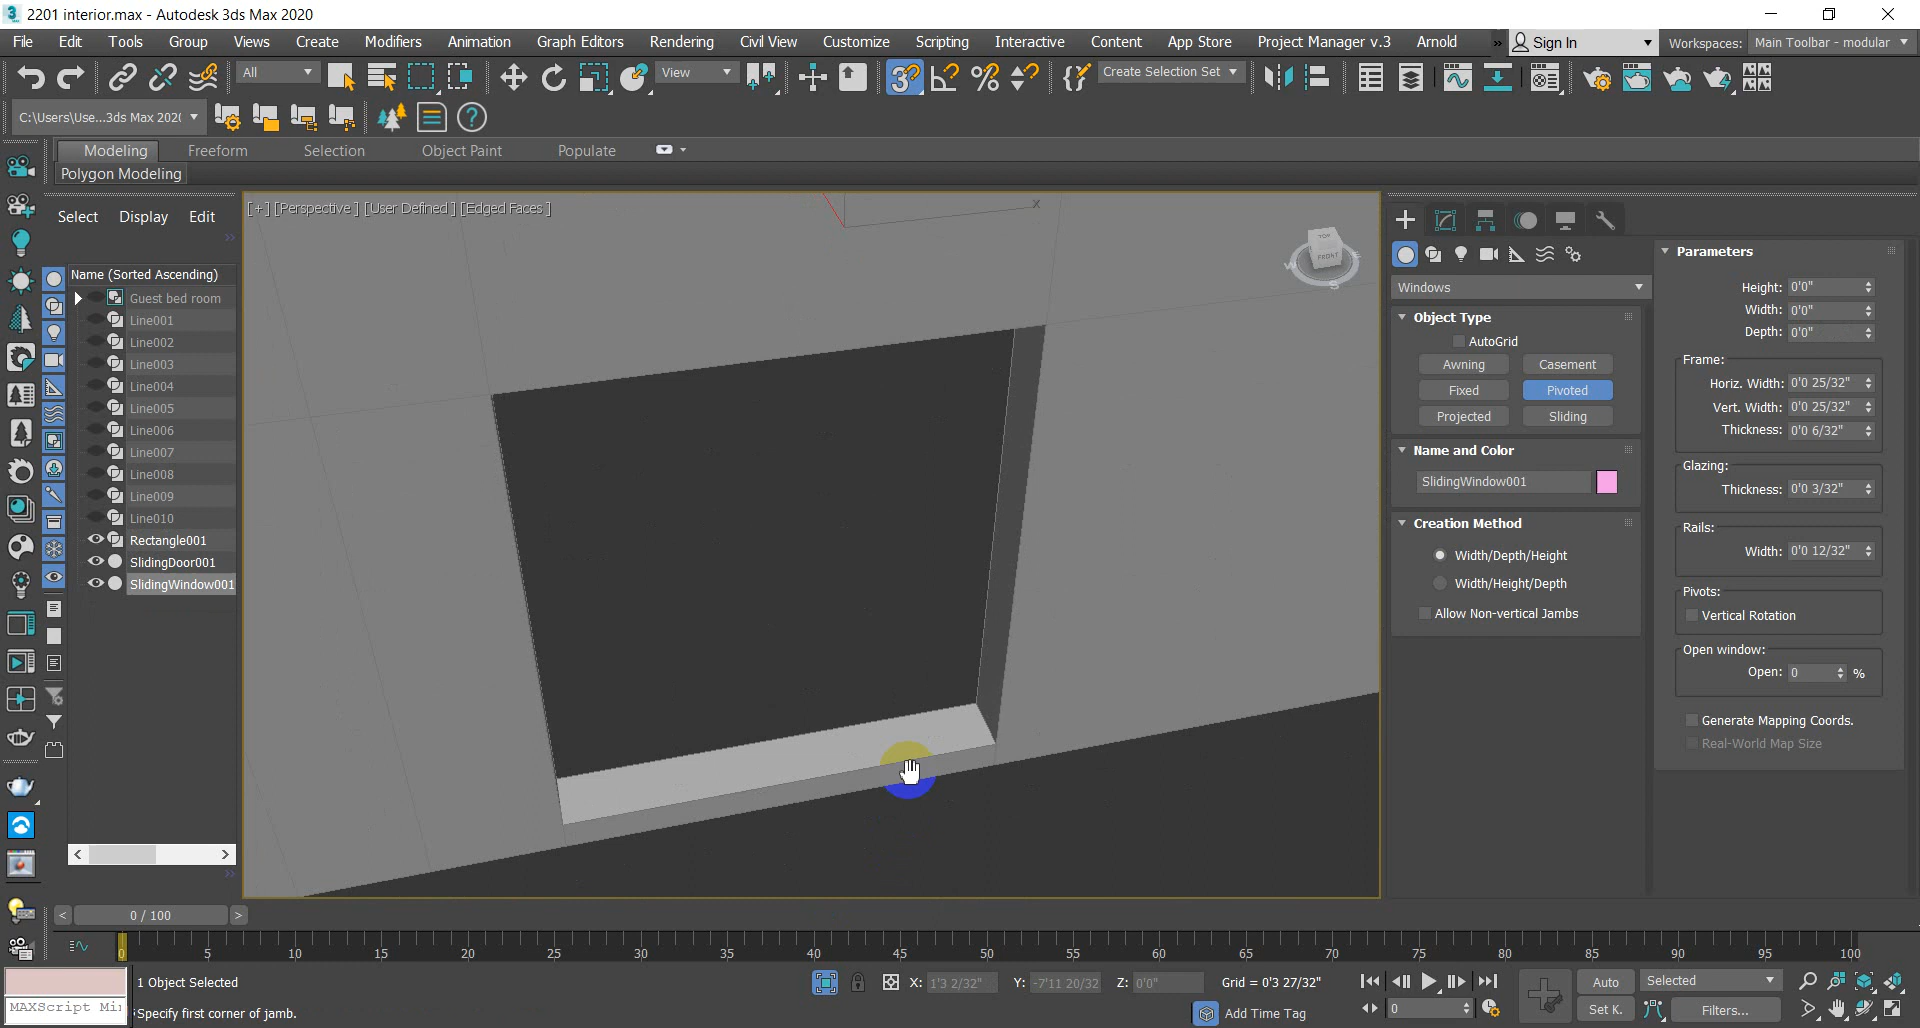 2201 interior.max - Autodesk 3ds Max 2020
File Edit Tools Group Views Create Modifiers Animation Graph Editors Rendering Civil View Customize Scripting Interactive Content App Store Project Manager v.3 Arnold Sign In Workspaces: Main Toolbar - modular
All View Create Selection Set
C:\Users\Use...3ds Max 202(
Modeling Freeform Selection Object Paint Populate
Polygon Modeling
Select Display Edit
[+] [Perspective] [User Defined] [Edged Faces]
Name (Sorted Ascending)
Guest bed room
Line001
Line002
Line003
Line004
Line005
Line006
Line007
Line008
Line009
Line010
Rectangle001
SlidingDoor001
SlidingWindow001
X
TOP
FRONT
W
S
Windows
Object Type
AutoGrid
Awning Casement
Fixed Pivoted
Projected Sliding
Name and Color
SlidingWindow001
Creation Method
Width/Depth/Height
Width/Height/Depth
Allow Non-vertical Jambs
Parameters
Height: 0'0"
Width: 0'0"
Depth: 0'0"
Frame:
Horiz. Width: 0'0 25/32"
Vert. Width: 0'0 25/32"
Thickness: 0'0 6/32"
Glazing:
Thickness: 0'0 3/32"
Rails:
Width: 0'0 12/32"
Pivots:
Vertical Rotation
Open window:
Open: 0 %
Generate Mapping Coords.
Real-World Map Size
< 0 / 100 >
0 5 10 15 20 25 30 35 40 45 50 55 60 65 70 75 80 85 90 95 100
1 Object Selected X: 1'3 2/32" Y: -7'11 20/32 Z: 0'0" Grid = 0'3 27/32" Auto Selected
MAXScript Mi Specify first corner of jamb. Add Time Tag 0 Set K. Filters...